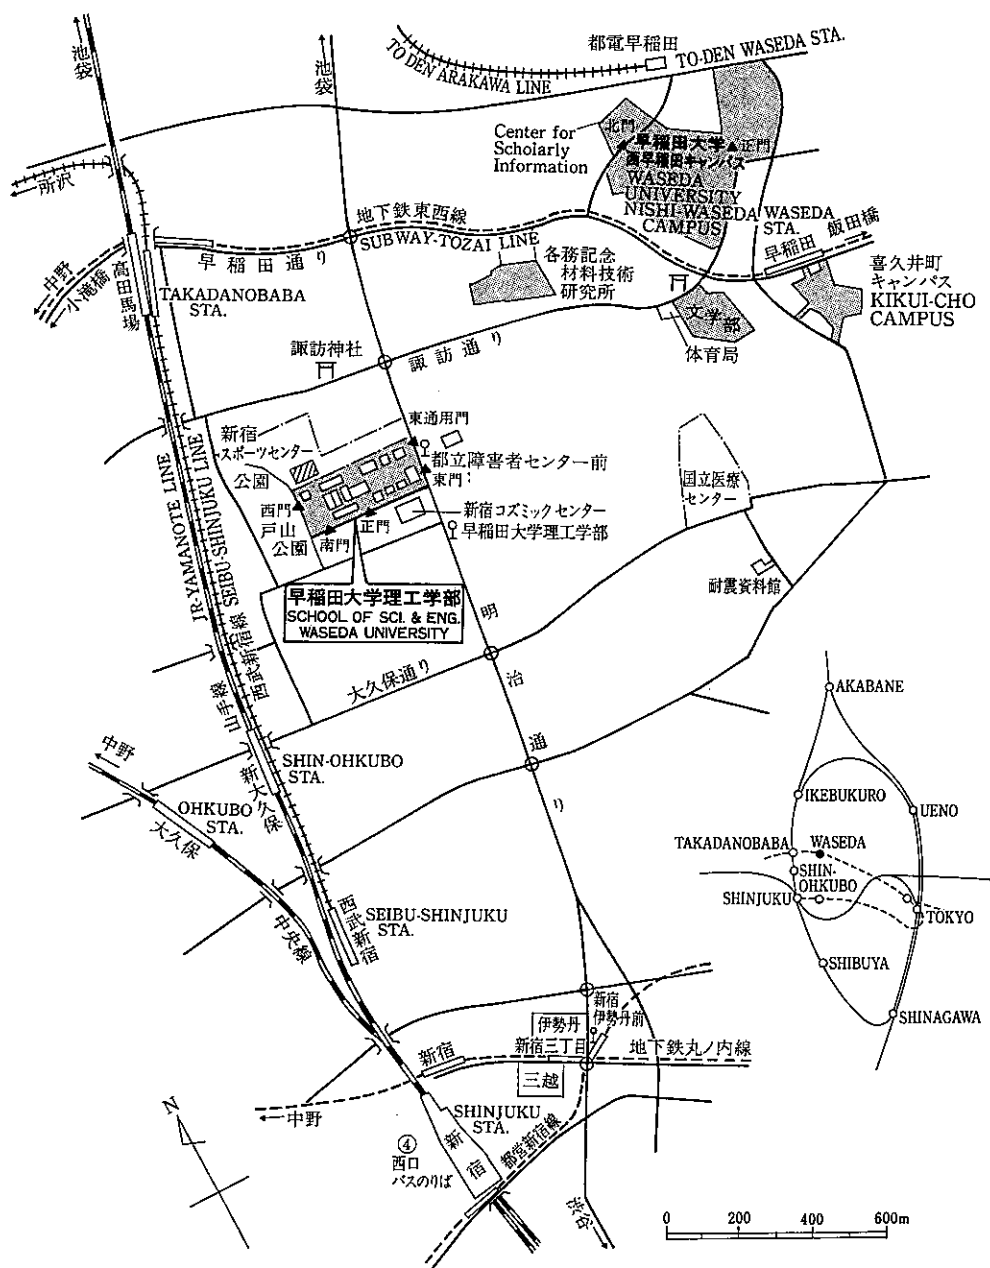 池袋
池袋
都電早稲田
TO-DEN WASEDA STA.
TO DEN ARAKAWA LINE
Center for
Scholarly
Information
北門
早稲田大学
正門
西早稲田キャンパス
WASEDA
UNIVERSITY
NISHI-WASEDA
CAMPUS
WASEDA
STA.
早稲田
飯田橋
所沢
地下鉄東西線
SUBWAY-TOZAI LINE
早稲田通り
中野
小滝橋
高田馬場
TAKADANOBABA
STA.
各務記念
材料技術
研究所
喜久井町
キャンパス
KIKUI-CHO
CAMPUS
文学部
体育局
諏訪神社
諏訪通り
新宿
スポーツセンター
東通用門
都立障害者センター前
東門
公園
西門
戸山
公園
南門
正門
新宿コズミックセンター
早稲田大学理工学部
国立医療
センター
耐震資料館
早稲田大学理工学部
SCHOOL OF SCI. & ENG.
WASEDA UNIVERSITY
JR-YAMANOTE LINE
SEIBU-SHINJUKU LINE
山手線
西武新宿線
明治通り
大久保通り
中野
SHIN-OHKUBO
STA.
新大久保
OHKUBO
STA.
大久保
中央線
西武新宿
SEIBU-SHINJUKU
STA.
新宿
伊勢丹前
伊勢丹
新宿三丁目
地下鉄丸ノ内線
三越
新宿
中野
SHINJUKU
STA.
新宿
④
西口
バスのりば
都営新宿線
渋谷
N
AKABANE
IKEBUKURO
UENO
TAKADANOBABA
WASEDA
SHIN-
OHKUBO
SHINJUKU
TOKYO
SHIBUYA
SHINAGAWA
0 200 400 600m